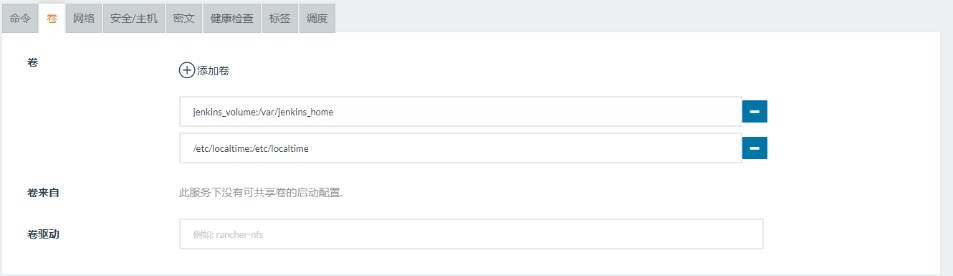 命令 卷 网络 安全/主机 密文 健康检查 标签 调度
卷
添加卷
jenkins_volume:/var/jenkins_home
/etc/localtime:/etc/localtime
卷来自 此服务下没有可共享卷的启动配置.
卷驱动 例如: rancher-nfs